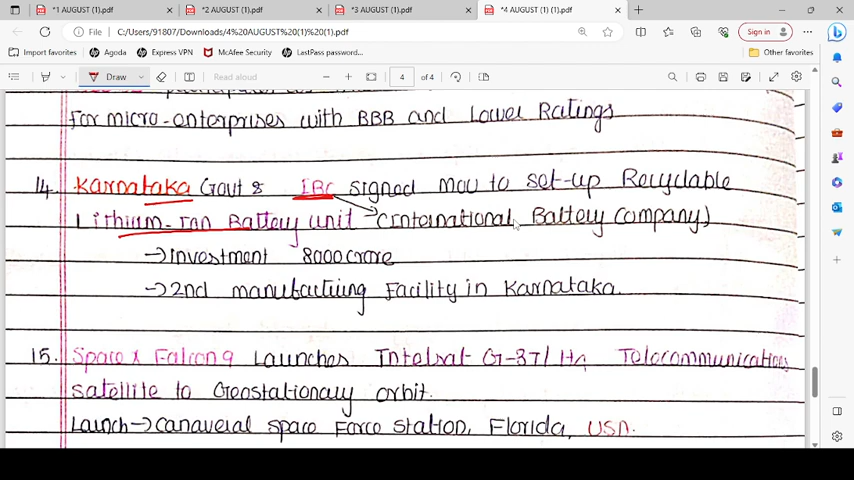 *1 AUGUST (1).pdf
*2 AUGUST (1).pdf
*3 AUGUST (1).pdf
*4 AUGUST (1) (1).pdf
File
C:/Users/91807/Downloads/4%20AUGUST%20(1)%20(1).pdf
Sign in
Import favorites
Agoda
Express VPN
McAfee Security
LastPass password...
Other favorites
Draw
Read aloud
4 of 4
for micro-enterprises with BBB and Lower Ratings
14. Karnataka Govt & IBC signed MOU to set-up Recyclable
Lithium-Ion Battery unit (International Battery Company)
→ Investment 8000 crore
→ 2nd manufacturing Facility in Karnataka.
15. Space X Falcon 9 Launches Intelsat G-37/H4 Telecommunication
satellite to Geostationary orbit.
Launch → Canaveral Space Force Station, Florida, USA.